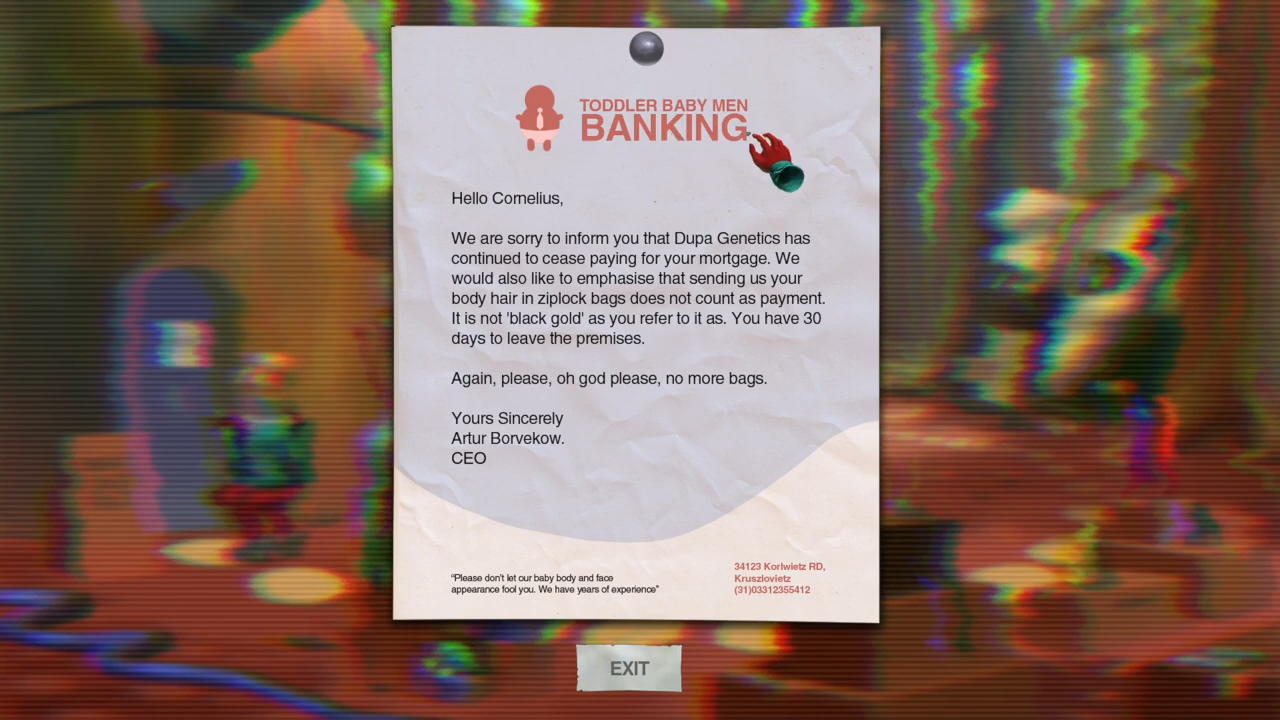 TODDLER BABY MEN
BANKING
Hello Cornelius,
We are sorry to inform you that Dupa Genetics has
continued to cease paying for your mortgage. We
would also like to emphasise that sending us your
body hair in ziplock bags does not count as payment.
It is not 'black gold' as you refer to it as. You have 30
days to leave the premises.
Again, please, oh god please, no more bags.
Yours Sincerely
Artur Borvekow.
CEO
“Please don't let our baby body and face
appearance fool you. We have years of experience”
34123 Korlwietz RD,
Kruszlovietz
(31)03312355412
EXIT